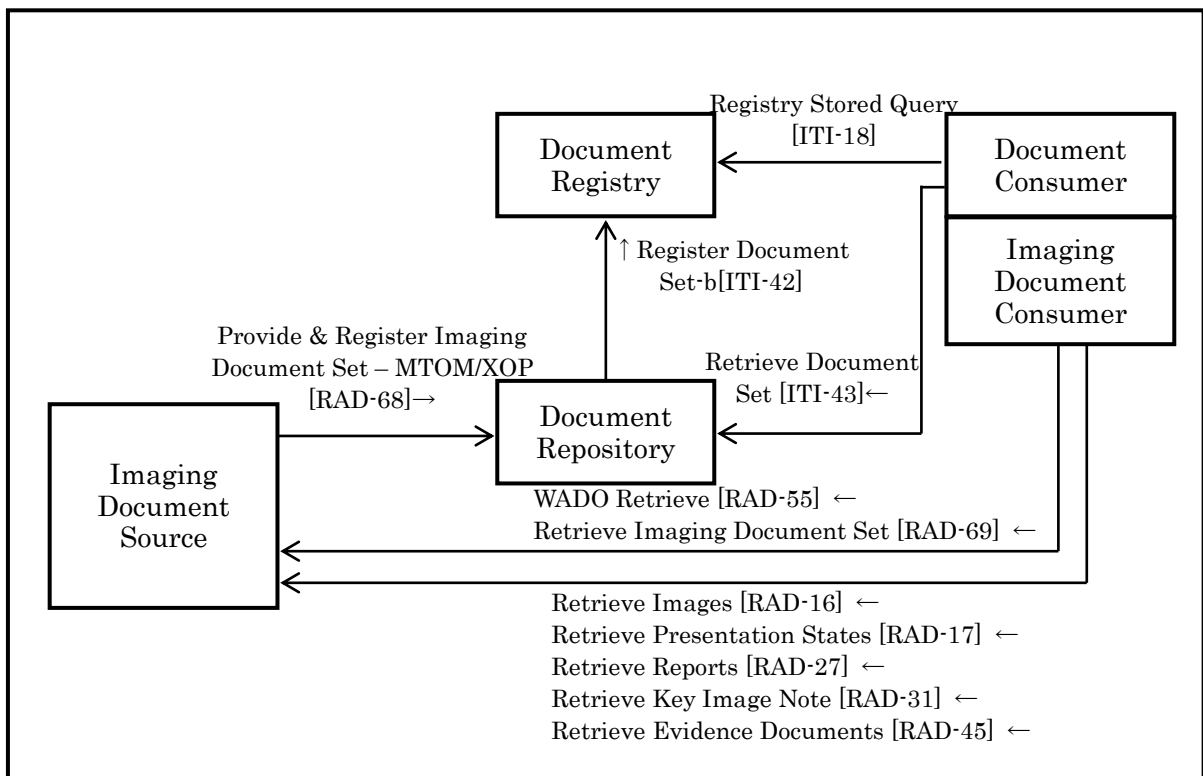 Registry Stored Query
[ITI-18]
Document
Registry
Document
Consumer
↑ Register Document
Set-b[ITI-42]
Imaging
Document
Consumer
Provide & Register Imaging
Document Set – MTOM/XOP
[RAD-68]→
Retrieve Document
Set [ITI-43]←
Document
Repository
Imaging
Document
Source
WADO Retrieve [RAD-55] ←
Retrieve Imaging Document Set [RAD-69] ←
Retrieve Images [RAD-16] ←
Retrieve Presentation States [RAD-17] ←
Retrieve Reports [RAD-27] ←
Retrieve Key Image Note [RAD-31] ←
Retrieve Evidence Documents [RAD-45] ←